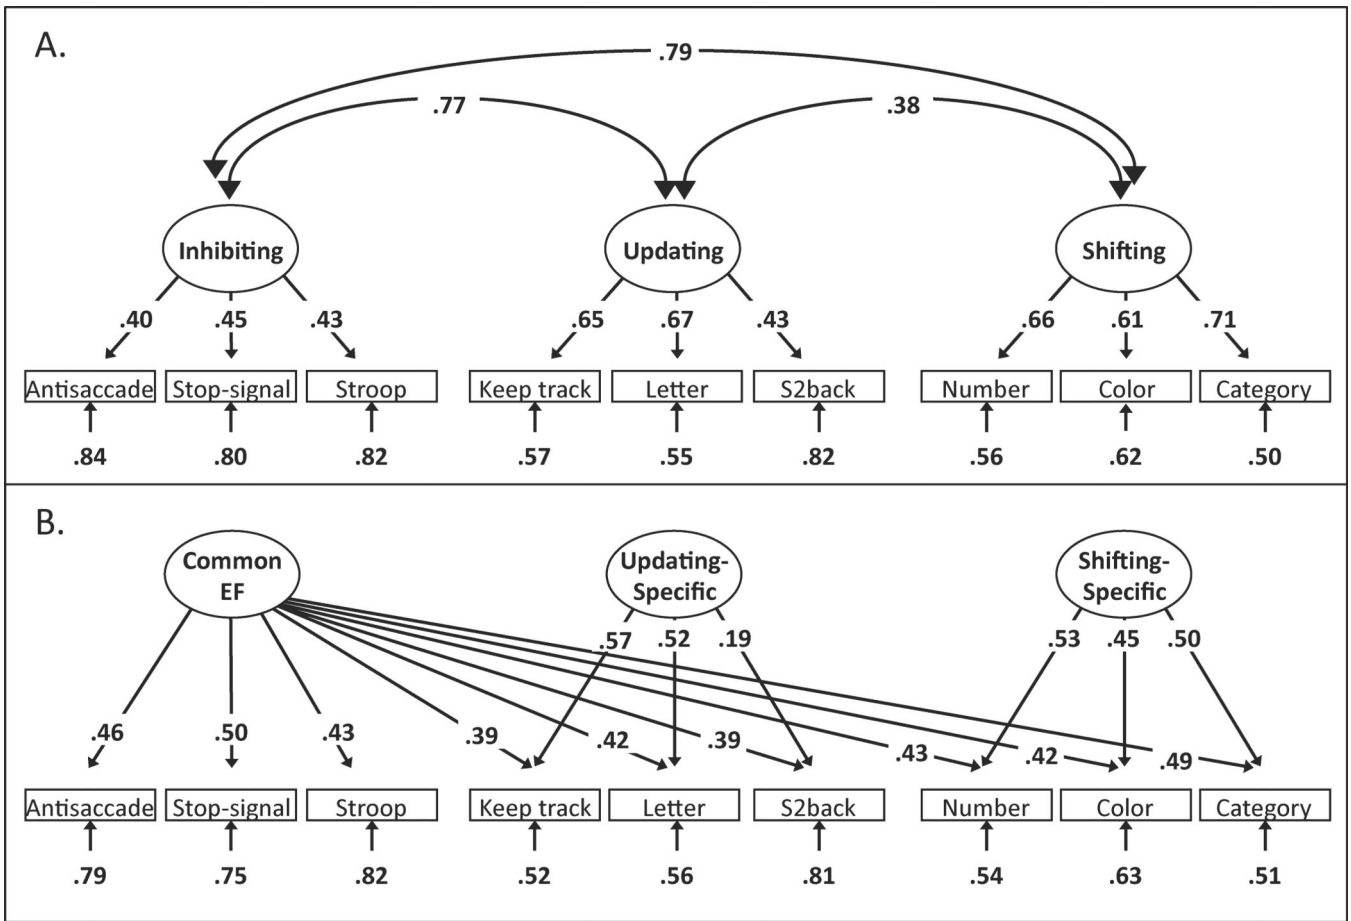 A.
.79
.77 .38
Inhibiting Updating Shifting
.40 .45 .43 .65 .67 .43 .66 .61 .71
Antisaccade Stop-signal Stroop Keep track Letter S2back Number Color Category
.84 .80 .82 .57 .55 .82 .56 .62 .50
B.
Common Updating- Shifting-
EF Specific Specific
.57 .52 .19 .53 .45 .50
.46 .50 .43 .39 .42 .39 .43 .42 .49
Antisaccade Stop-signal Stroop Keep track Letter S2back Number Color Category
.79 .75 .82 .52 .56 .81 .54 .63 .51